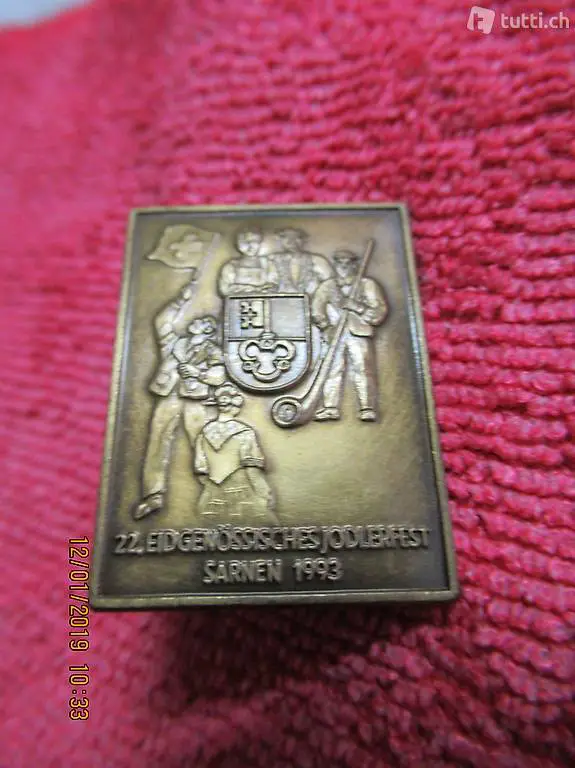 tutti.ch
22. EIDGENÖSSISCHES JODLERFEST
SARNEN 1993
12/01/2019 10:33